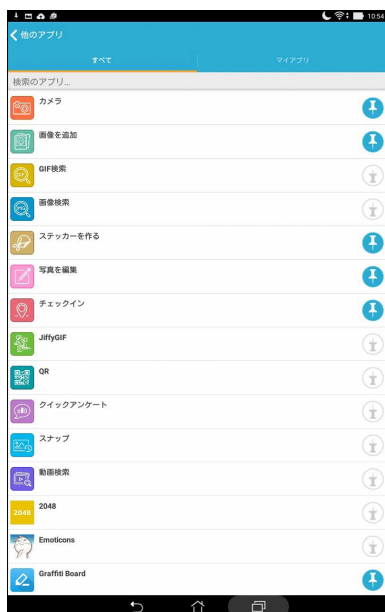 10:54
他のアプリ
すべて
マイアプリ
検索のアプリ...
カメラ
画像を追加
GIF検索
画像検索
ステッカーを作る
写真を編集
チェックイン
JiffyGIF
QR
クイックアンケート
スナップ
動画検索
2048
2048
Emoticons
Graffiti Board